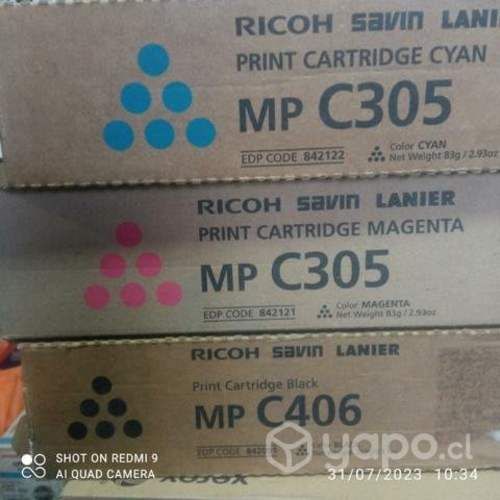 RICOH savin LANIER
PRINT CARTRIDGE CYAN
MP C305
EDP CODE 842122
Color CYAN
Net Weight 83g / 2.93oz
RICOH savin LANIER
PRINT CARTRIDGE MAGENTA
MP C305
EDP CODE 842121
Color MAGENTA
Net Weight 83g / 2.93oz
RICOH savin LANIER
Print Cartridge Black
MP C406
EDP CODE
yapo.cl
SHOT ON REDMI 9
AI QUAD CAMERA
31/07/2023 10:34
xerox